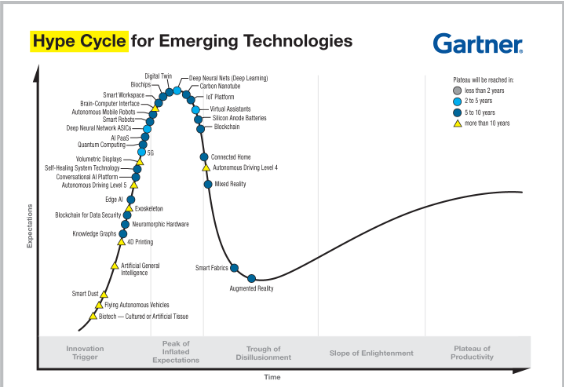 Hype Cycle for Emerging Technologies
Gartner.
Plateau will be reached in:
less than 2 years
2 to 5 years
5 to 10 years
more than 10 years
Digital Twin
Deep Neural Nets (Deep Learning)
Biochips
Carbon Nanotube
Smart Workspace
IoT Platform
Brain-Computer Interface
Autonomous Mobile Robots
Virtual Assistants
Smart Robots
Silicon Anode Batteries
Deep Neural Network ASICs
Blockchain
AI PaaS
Quantum Computing
5G
Volumetric Displays
Connected Home
Self-Healing System Technology
Autonomous Driving Level 4
Conversational AI Platform
Autonomous Driving Level 5
Mixed Reality
Edge AI
Exoskeleton
Blockchain for Data Security
Neuromorphic Hardware
Knowledge Graphs
4D Printing
Artificial General
Intelligence
Smart Fabrics
Augmented Reality
Smart Dust
Flying Autonomous Vehicles
Biotech — Cultured or Artificial Tissue
Expectations
Innovation
Trigger
Peak of
Inflated
Expectations
Trough of
Disillusionment
Slope of Enlightenment
Plateau of
Productivity
Time